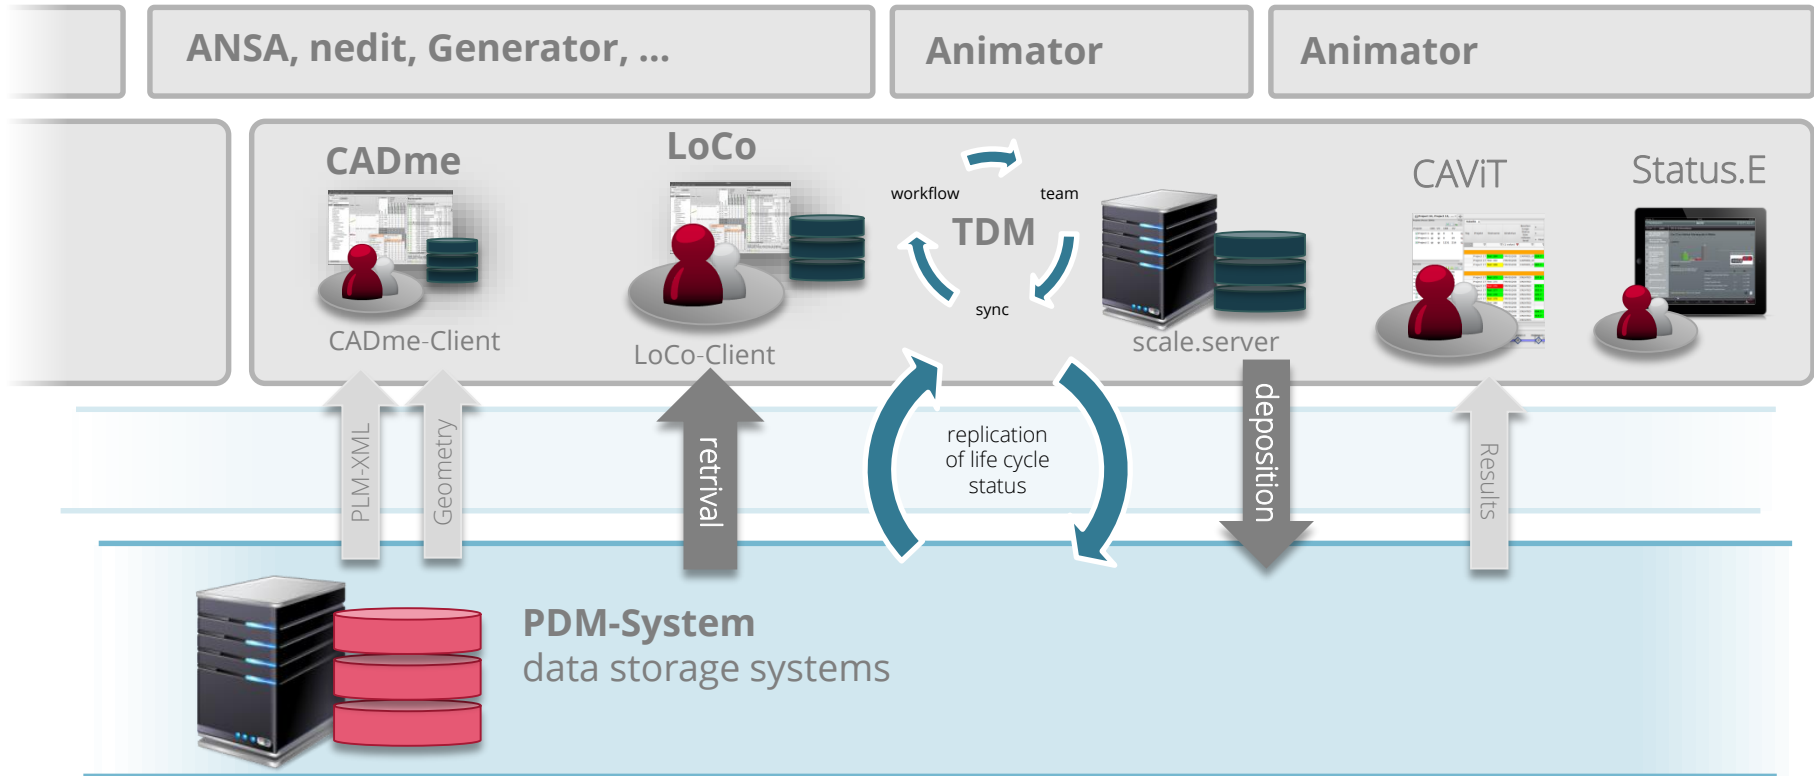 ANSA, nedit, Generator, ...
Animator
Animator
CADme
LoCo
workflow
team
TDM
sync
CAViT
Status.E
CADme-Client
LoCo-Client
scale.server
PLM-XML
Geometry
retrival
replication
of life cycle
status
deposition
Results
PDM-System
data storage systems